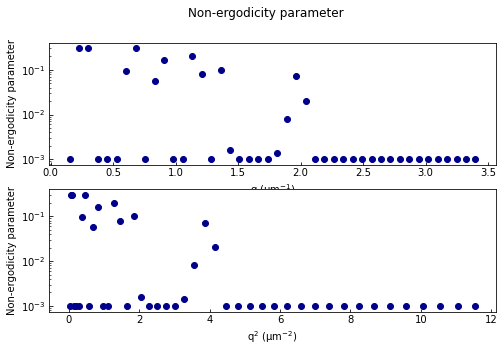 Non-ergodicity parameter
Non-ergodicity parameter
10⁻¹
10⁻²
10⁻³
0.0 0.5 1.0 1.5 2.0 2.5 3.0 3.5
q (μm⁻¹)
Non-ergodicity parameter
10⁻¹
10⁻²
10⁻³
0 2 4 6 8 10 12
q² (μm⁻²)